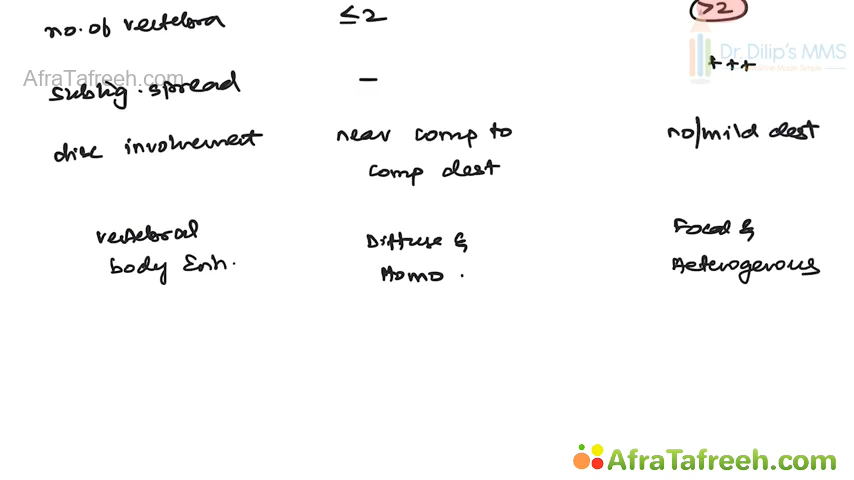 no. of vertebra ≤2 >2
Dr. Dilip's MMS
AfraTafreeh.com
sublig. spread – +++
disc involvement near comp to no/mild dest
comp dest
vertebral Diffuse & Focal &
body Enh. Homo. Heterogerous
AfraTafreeh.com